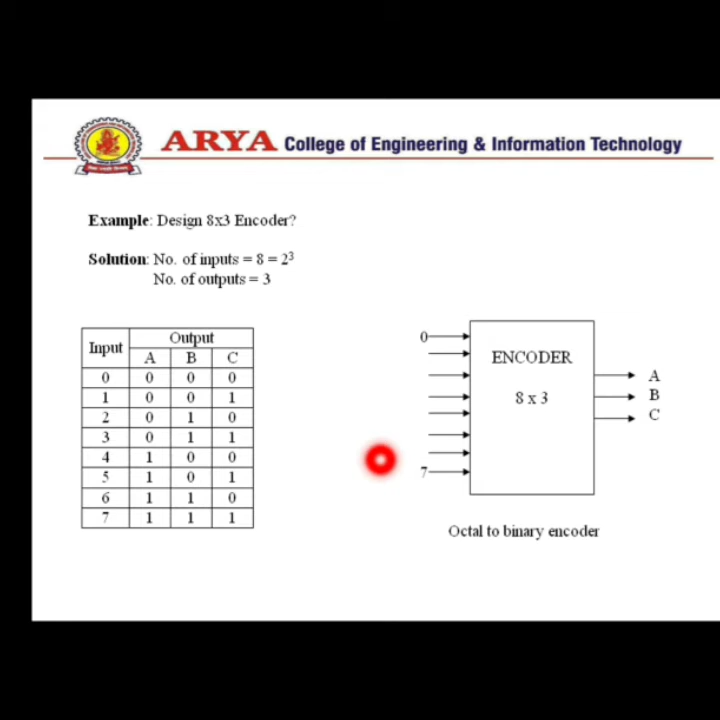 ARYA College of Engineering & Information Technology
Example: Design 8x3 Encoder?
Solution: No. of inputs = 8 = 2³
No. of outputs = 3
Input Output
A B C
0 0 0 0
1 0 0 1
2 0 1 0
3 0 1 1
4 1 0 0
5 1 0 1
6 1 1 0
7 1 1 1
0
ENCODER
8 x 3
A
B
C
7
Octal to binary encoder